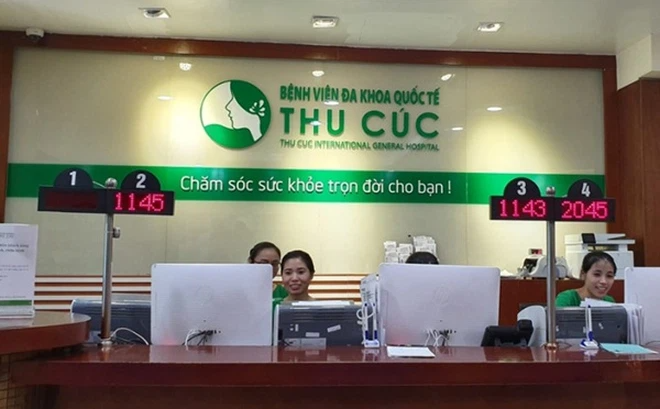 BỆNH VIỆN ĐA KHOA QUỐC TẾ
THU CÚC
THU CUC INTERNATIONAL GENERAL HOSPITAL
Chăm sóc sức khỏe trọn đời cho bạn !
1
2
1145
3
4
1143
2045